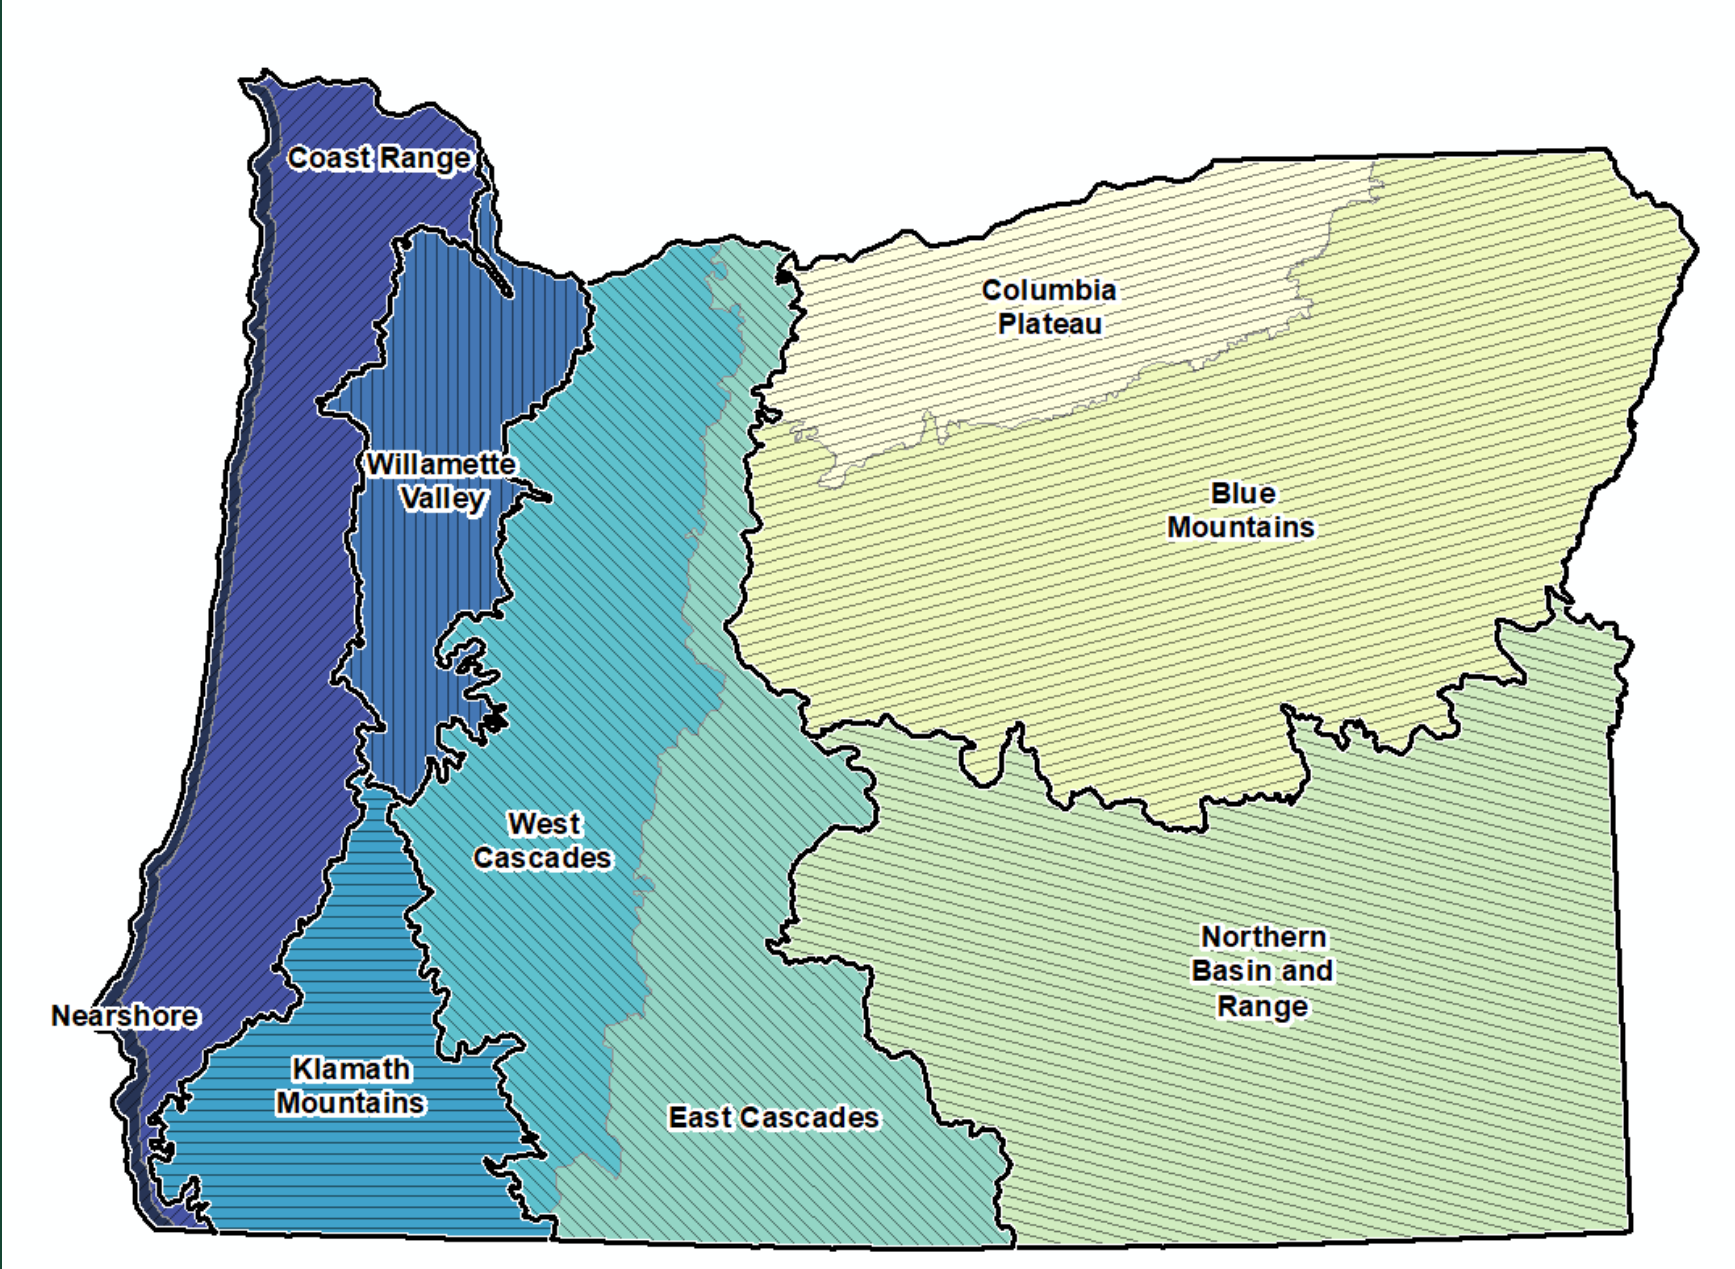 Coast Range
Columbia
Plateau
Willamette
Valley
Blue
Mountains
West
Cascades
Northern
Basin and
Range
Nearshore
Klamath
Mountains
East Cascades